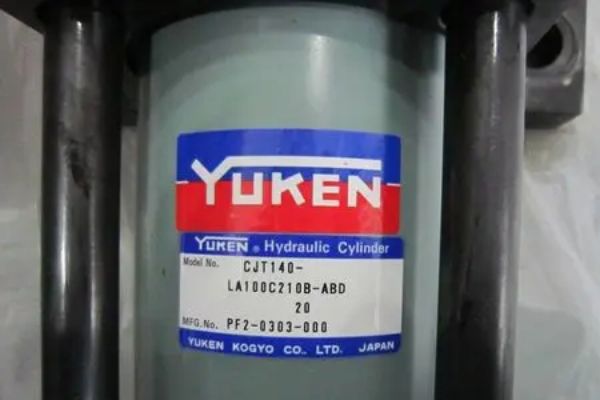 YUKEN
YUKEN ® Hydraulic Cylinder
Model No. CJT140-
LA100C210B-ABD
20
MFG.No. PF2-0303-000
YUKEN KOGYO CO., LTD. JAPAN